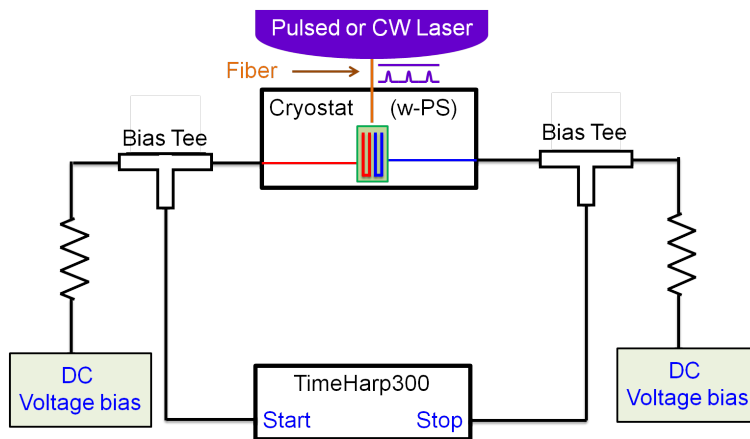 Pulsed or CW Laser
Fiber
Cryostat (w-PS)
Bias Tee
Bias Tee
DC
Voltage bias
TimeHarp300
Start Stop
DC
Voltage bias